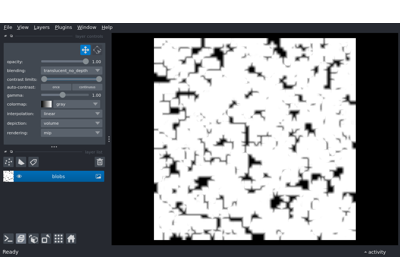 File View Layers Plugins Window Help
opacity: 1.00
blending: translucent_no_depth
contrast limits:
auto-contrast: once continuous
gamma: 1.00
colormap: gray
interpolation: linear
depiction: volume
rendering: mip
blobs
Ready
activity